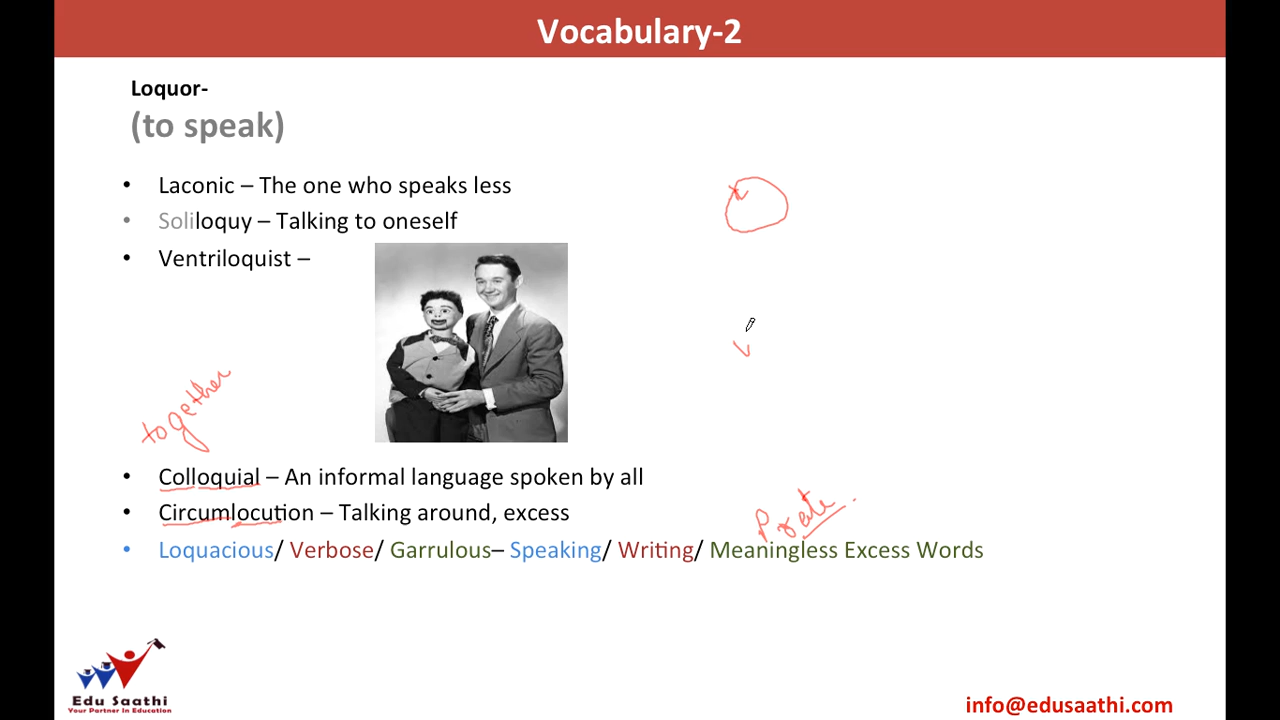 Vocabulary-2
Loquor-
(to speak)
• Laconic – The one who speaks less
• Soliloquy – Talking to oneself
• Ventriloquist –
together
• Colloquial – An informal language spoken by all
• Circumlocution – Talking around, excess
Prate.
• Loquacious/ Verbose/ Garrulous– Speaking/ Writing/ Meaningless Excess Words
Edu Saathi
Your Partner In Education
info@edusaathi.com